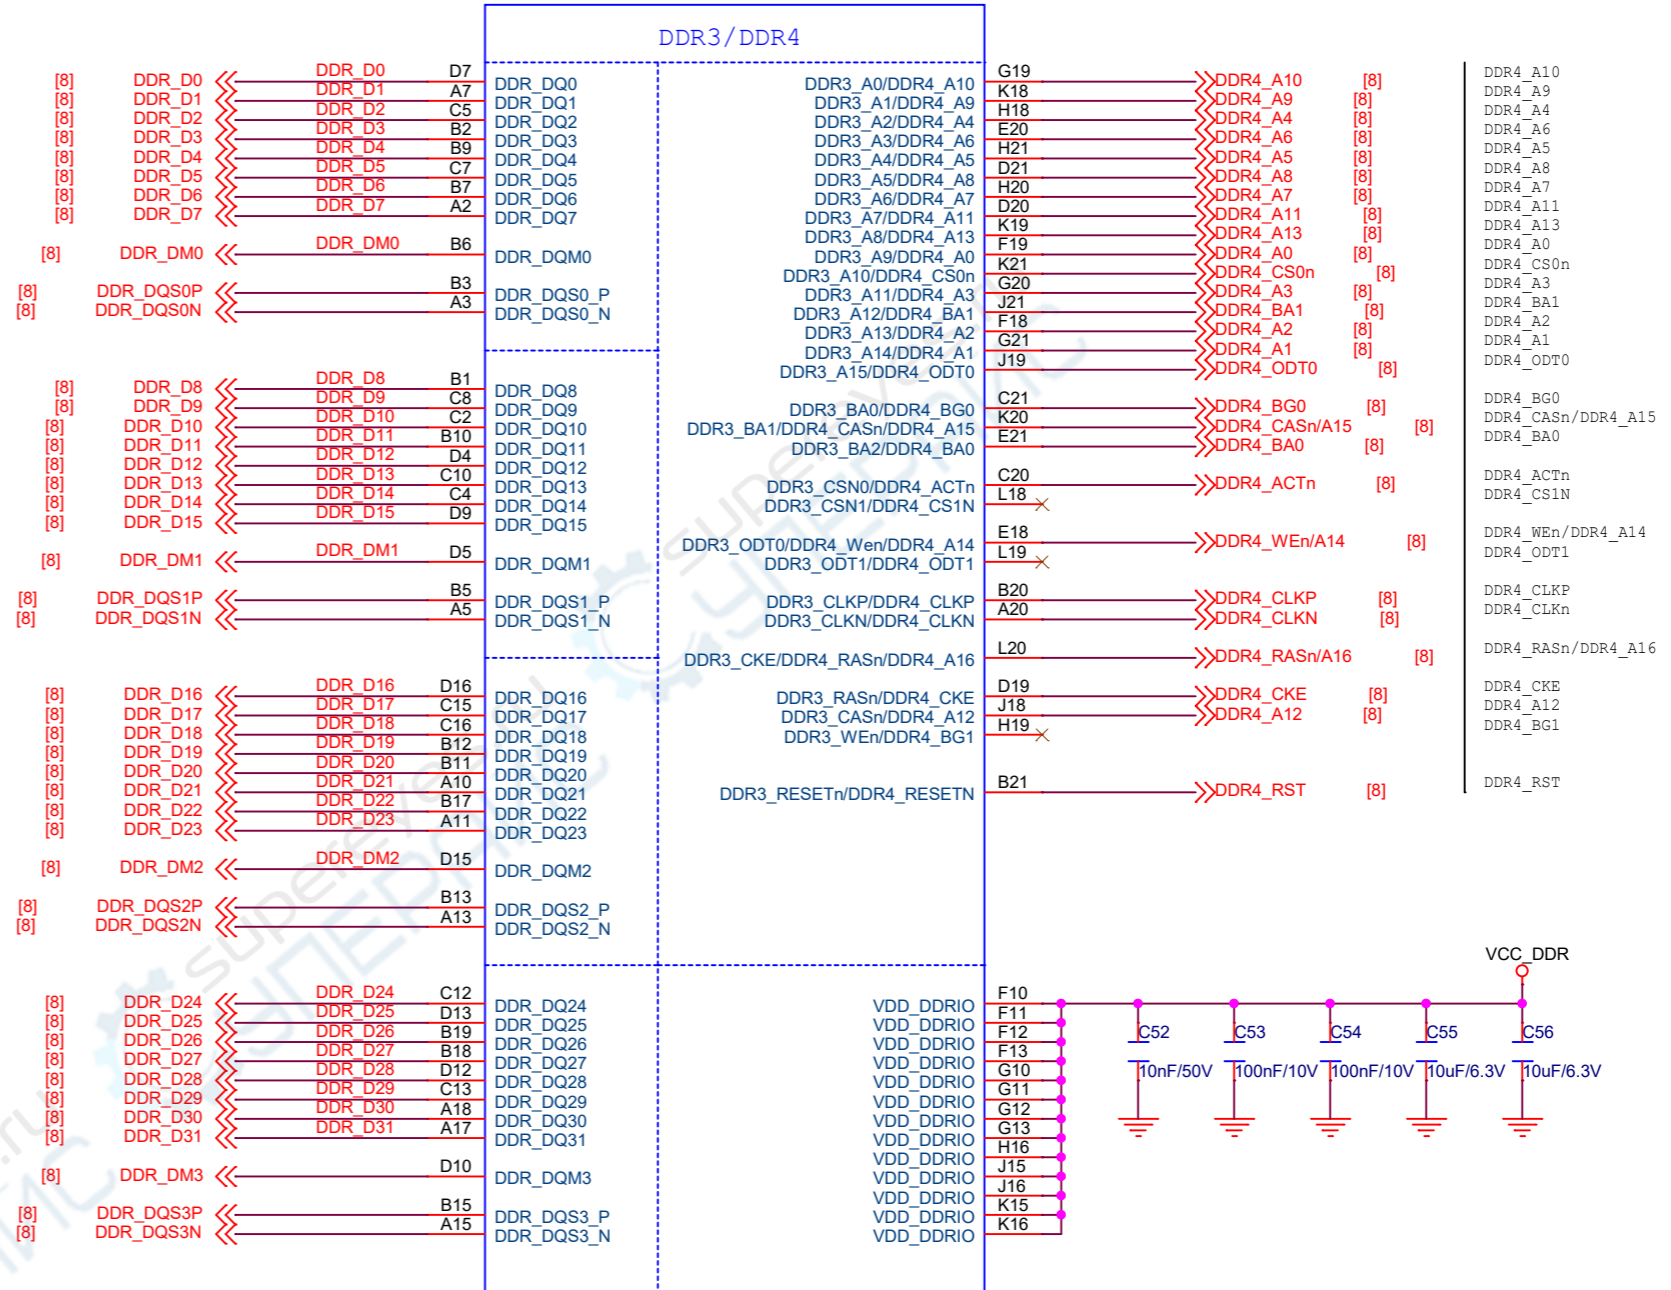 DDR3/DDR4
[8] DDR_D0 DDR_D0 D7 DDR_DQ0
[8] DDR_D1 DDR_D1 A7 DDR_DQ1
[8] DDR_D2 DDR_D2 C5 DDR_DQ2
[8] DDR_D3 DDR_D3 B2 DDR_DQ3
[8] DDR_D4 DDR_D4 B9 DDR_DQ4
[8] DDR_D5 DDR_D5 C7 DDR_DQ5
[8] DDR_D6 DDR_D6 B7 DDR_DQ6
[8] DDR_D7 DDR_D7 A2 DDR_DQ7
[8] DDR_DM0 DDR_DM0 B6 DDR_DQM0
[8] DDR_DQS0P B3 DDR_DQS0_P
[8] DDR_DQS0N A3 DDR_DQS0_N
[8] DDR_D8 DDR_D8 B1 DDR_DQ8
[8] DDR_D9 DDR_D9 C8 DDR_DQ9
[8] DDR_D10 DDR_D10 C2 DDR_DQ10
[8] DDR_D11 DDR_D11 B10 DDR_DQ11
[8] DDR_D12 DDR_D12 D4 DDR_DQ12
[8] DDR_D13 DDR_D13 C10 DDR_DQ13
[8] DDR_D14 DDR_D14 C4 DDR_DQ14
[8] DDR_D15 DDR_D15 D9 DDR_DQ15
[8] DDR_DM1 DDR_DM1 D5 DDR_DQM1
[8] DDR_DQS1P B5 DDR_DQS1_P
[8] DDR_DQS1N A5 DDR_DQS1_N
[8] DDR_D16 DDR_D16 D16 DDR_DQ16
[8] DDR_D17 DDR_D17 C15 DDR_DQ17
[8] DDR_D18 DDR_D18 C16 DDR_DQ18
[8] DDR_D19 DDR_D19 B12 DDR_DQ19
[8] DDR_D20 DDR_D20 B11 DDR_DQ20
[8] DDR_D21 DDR_D21 A10 DDR_DQ21
[8] DDR_D22 DDR_D22 B17 DDR_DQ22
[8] DDR_D23 DDR_D23 A11 DDR_DQ23
[8] DDR_DM2 DDR_DM2 D15 DDR_DQM2
[8] DDR_DQS2P B13 DDR_DQS2_P
[8] DDR_DQS2N A13 DDR_DQS2_N
[8] DDR_D24 DDR_D24 C12 DDR_DQ24
[8] DDR_D25 DDR_D25 D13 DDR_DQ25
[8] DDR_D26 DDR_D26 B19 DDR_DQ26
[8] DDR_D27 DDR_D27 B18 DDR_DQ27
[8] DDR_D28 DDR_D28 D12 DDR_DQ28
[8] DDR_D29 DDR_D29 C13 DDR_DQ29
[8] DDR_D30 DDR_D30 A18 DDR_DQ30
[8] DDR_D31 DDR_D31 A17 DDR_DQ31
[8] DDR_DM3 D10 DDR_DQM3
[8] DDR_DQS3P B15 DDR_DQS3_P
[8] DDR_DQS3N A15 DDR_DQS3_N
DDR3_A0/DDR4_A10 G19 DDR4_A10 [8] DDR4_A10
DDR3_A1/DDR4_A9 K18 DDR4_A9 [8] DDR4_A9
DDR3_A2/DDR4_A4 H18 DDR4_A4 [8] DDR4_A4
DDR3_A3/DDR4_A6 E20 DDR4_A6 [8] DDR4_A6
DDR3_A4/DDR4_A5 H21 DDR4_A5 [8] DDR4_A5
DDR3_A5/DDR4_A8 D21 DDR4_A8 [8] DDR4_A8
DDR3_A6/DDR4_A7 H20 DDR4_A7 [8] DDR4_A7
DDR3_A7/DDR4_A11 D20 DDR4_A11 [8] DDR4_A11
DDR3_A8/DDR4_A13 K19 DDR4_A13 [8] DDR4_A13
DDR3_A9/DDR4_A0 F19 DDR4_A0 [8] DDR4_A0
DDR3_A10/DDR4_CS0n K21 DDR4_CS0n [8] DDR4_CS0n
DDR3_A11/DDR4_A3 G20 DDR4_A3 [8] DDR4_A3
DDR3_A12/DDR4_BA1 J21 DDR4_BA1 [8] DDR4_BA1
DDR3_A13/DDR4_A2 F18 DDR4_A2 [8] DDR4_A2
DDR3_A14/DDR4_A1 G21 DDR4_A1 [8] DDR4_A1
DDR3_A15/DDR4_ODT0 J19 DDR4_ODT0 [8] DDR4_ODT0
DDR3_BA0/DDR4_BG0 C21 DDR4_BG0 [8] DDR4_BG0
DDR3_BA1/DDR4_CASn/DDR4_A15 K20 DDR4_CASn/A15 [8] DDR4_CASn/DDR4_A15
DDR3_BA2/DDR4_BA0 E21 DDR4_BA0 [8] DDR4_BA0
DDR3_CSN0/DDR4_ACTn C20 DDR4_ACTn [8] DDR4_ACTn
DDR3_CSN1/DDR4_CS1N L18 DDR4_CS1N
DDR3_ODT0/DDR4_Wen/DDR4_A14 E18 DDR4_WEn/A14 [8] DDR4_WEn/DDR4_A14
DDR3_ODT1/DDR4_ODT1 L19 DDR4_ODT1
DDR3_CLKP/DDR4_CLKP B20 DDR4_CLKP [8] DDR4_CLKP
DDR3_CLKN/DDR4_CLKN A20 DDR4_CLKN [8] DDR4_CLKn
DDR3_CKE/DDR4_RASn/DDR4_A16 L20 DDR4_RASn/A16 [8] DDR4_RASn/DDR4_A16
DDR3_RASn/DDR4_CKE D19 DDR4_CKE [8] DDR4_CKE
DDR3_CASn/DDR4_A12 J18 DDR4_A12 [8] DDR4_A12
DDR3_WEn/DDR4_BG1 H19 DDR4_BG1
DDR3_RESETn/DDR4_RESETN B21 DDR4_RST [8] DDR4_RST
VCC_DDR
VDD_DDRIO F10
VDD_DDRIO F11
VDD_DDRIO F12
VDD_DDRIO F13
VDD_DDRIO G10
VDD_DDRIO G11
VDD_DDRIO G12
VDD_DDRIO G13
VDD_DDRIO H16
VDD_DDRIO J15
VDD_DDRIO J16
VDD_DDRIO K15
VDD_DDRIO K16
C52 C53 C54 C55 C56
10nF/50V 100nF/10V 100nF/10V 10uF/6.3V 10uF/6.3V